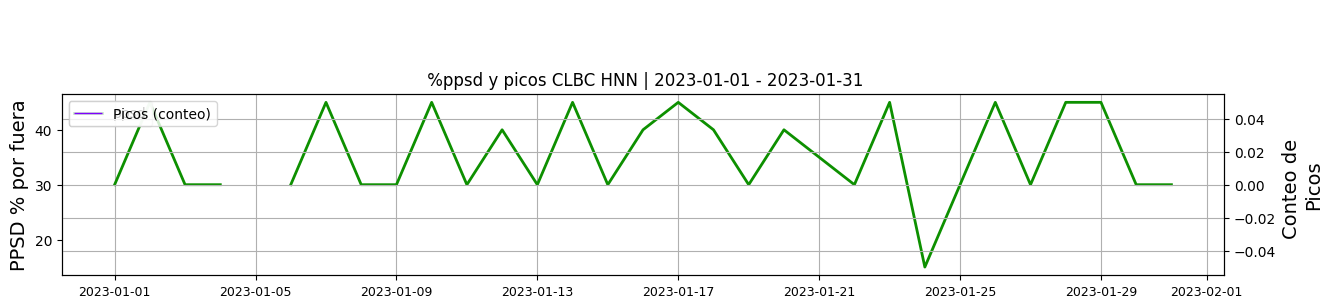 %ppsd y picos CLBC HNN | 2023-01-01 - 2023-01-31
Picos (conteo)
PPSD % por fuera
40
30
20
0.04
0.02
0.00
−0.02
−0.04
Conteo de
Picos
2023-01-01 2023-01-05 2023-01-09 2023-01-13 2023-01-17 2023-01-21 2023-01-25 2023-01-29 2023-02-01